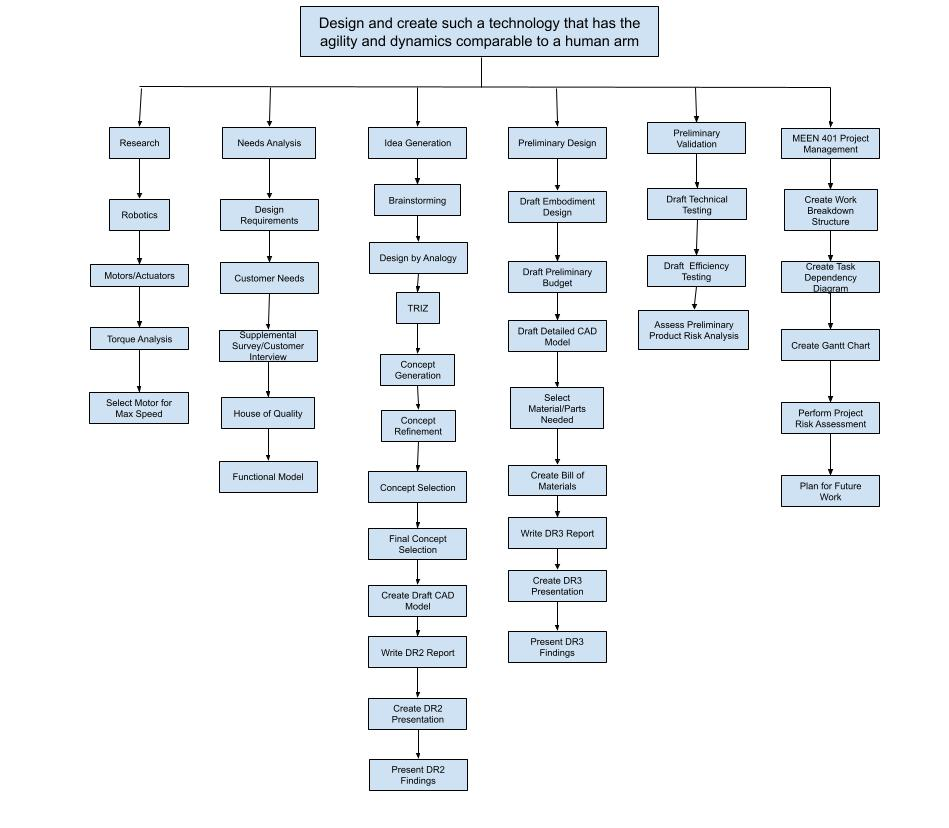 Design and create such a technology that has the
agility and dynamics comparable to a human arm
Research
Robotics
Motors/Actuators
Torque Analysis
Select Motor for
Max Speed
Needs Analysis
Design
Requirements
Customer Needs
Supplemental
Survey/Customer
Interview
House of Quality
Functional Model
Idea Generation
Brainstorming
Design by Analogy
TRIZ
Concept
Generation
Concept
Refinement
Concept Selection
Final Concept
Selection
Create Draft CAD
Model
Write DR2 Report
Create DR2
Presentation
Present DR2
Findings
Preliminary Design
Draft Embodiment
Design
Draft Preliminary
Budget
Draft Detailed CAD
Model
Select
Material/Parts
Needed
Create Bill of
Materials
Write DR3 Report
Create DR3
Presentation
Present DR3
Findings
Preliminary
Validation
Draft Technical
Testing
Draft Efficiency
Testing
Assess Preliminary
Product Risk Analysis
MEEN 401 Project
Management
Create Work
Breakdown
Structure
Create Task
Dependency
Diagram
Create Gantt Chart
Perform Project
Risk Assessment
Plan for Future
Work